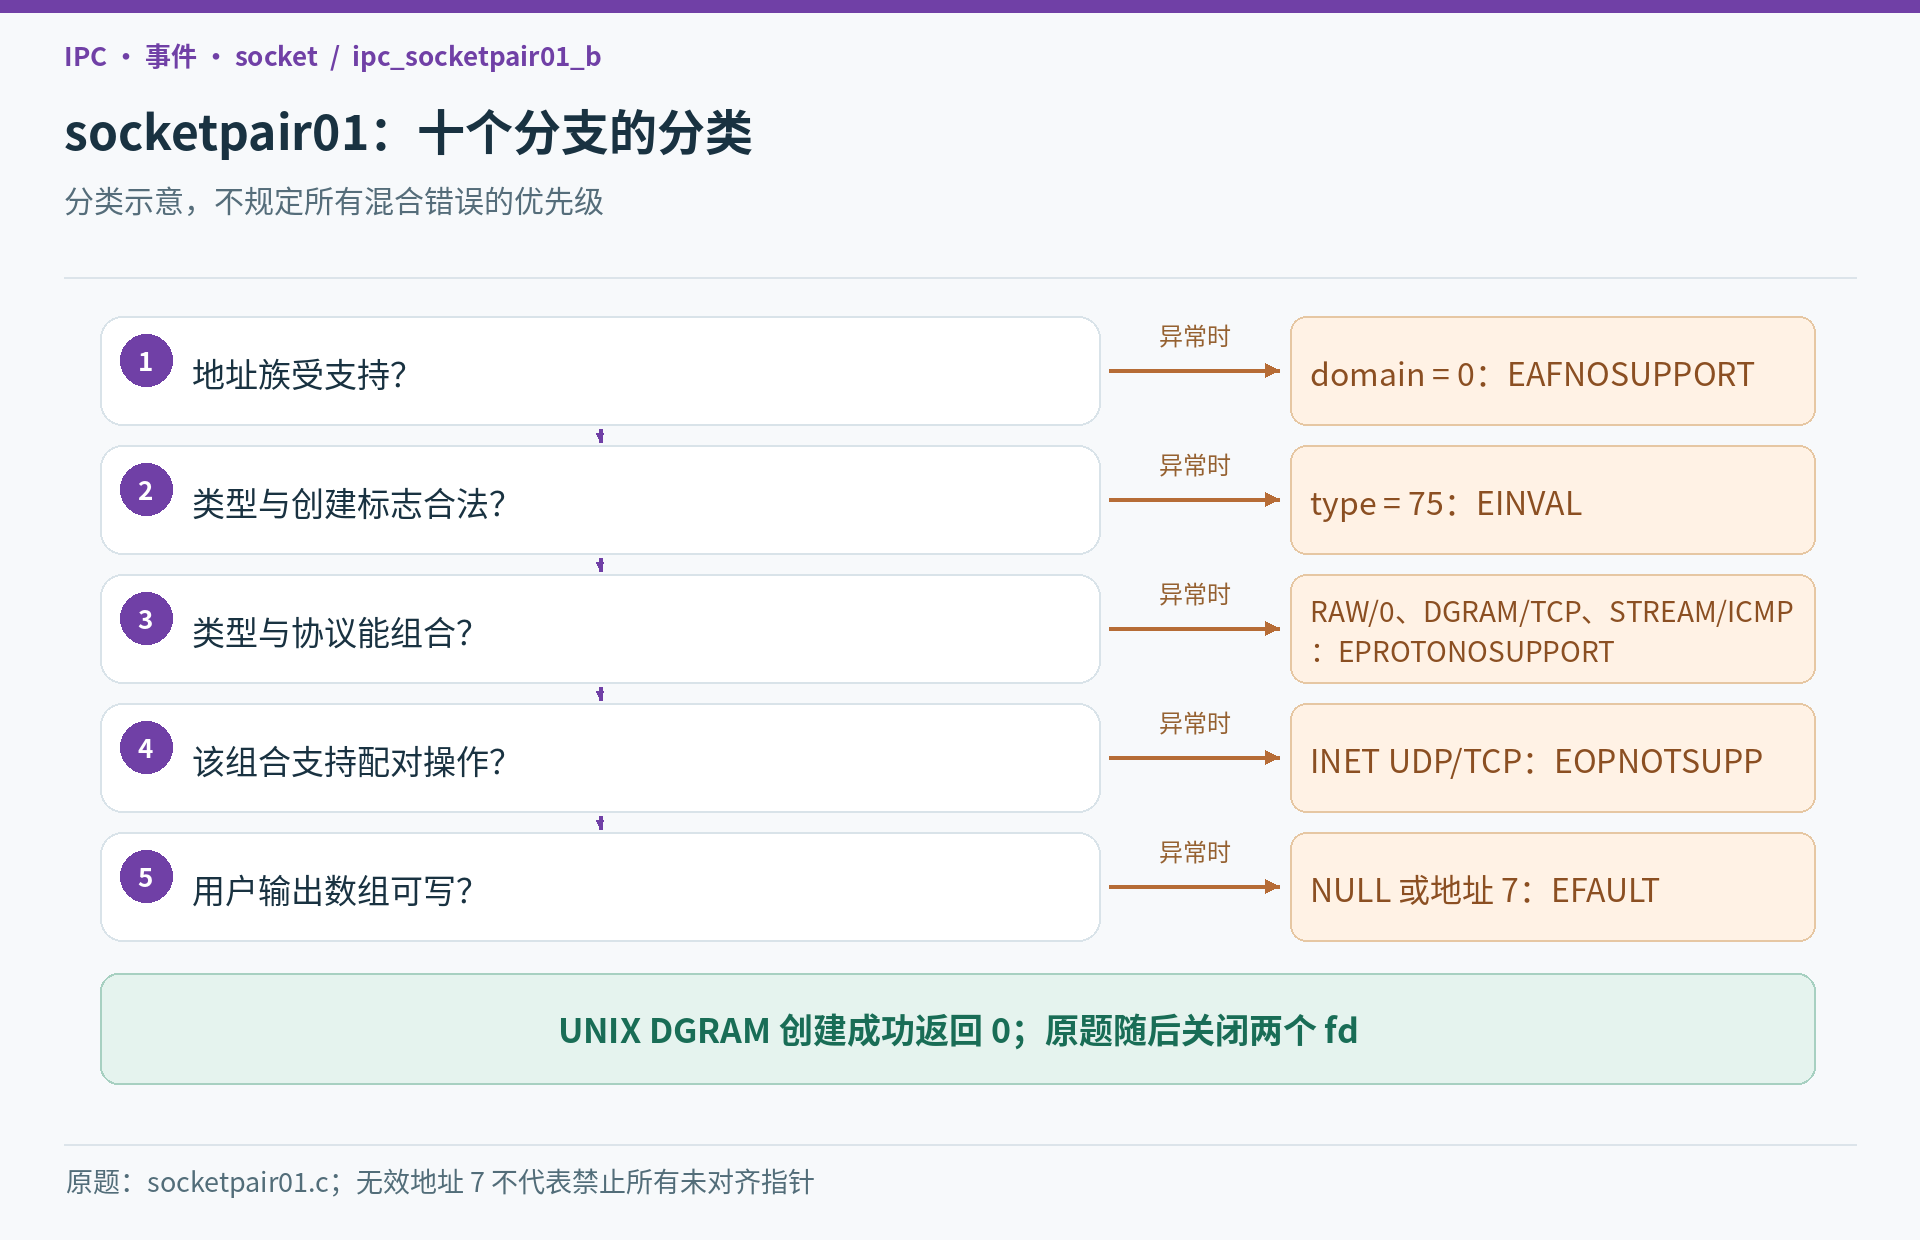 IPC · 事件 · socket / ipc_socketpair01_b
socketpair01：十个分支的分类
分类示意，不规定所有混合错误的优先级
1 地址族受支持？
异常时
domain = 0：EAFNOSUPPORT
2 类型与创建标志合法？
异常时
type = 75：EINVAL
3 类型与协议能组合？
异常时
RAW/0、DGRAM/TCP、STREAM/ICMP
：EPROTONOSUPPORT
4 该组合支持配对操作？
异常时
INET UDP/TCP：EOPNOTSUPP
5 用户输出数组可写？
异常时
NULL 或地址 7：EFAULT
UNIX DGRAM 创建成功返回 0；原题随后关闭两个 fd
原题：socketpair01.c；无效地址 7 不代表禁止所有未对齐指针